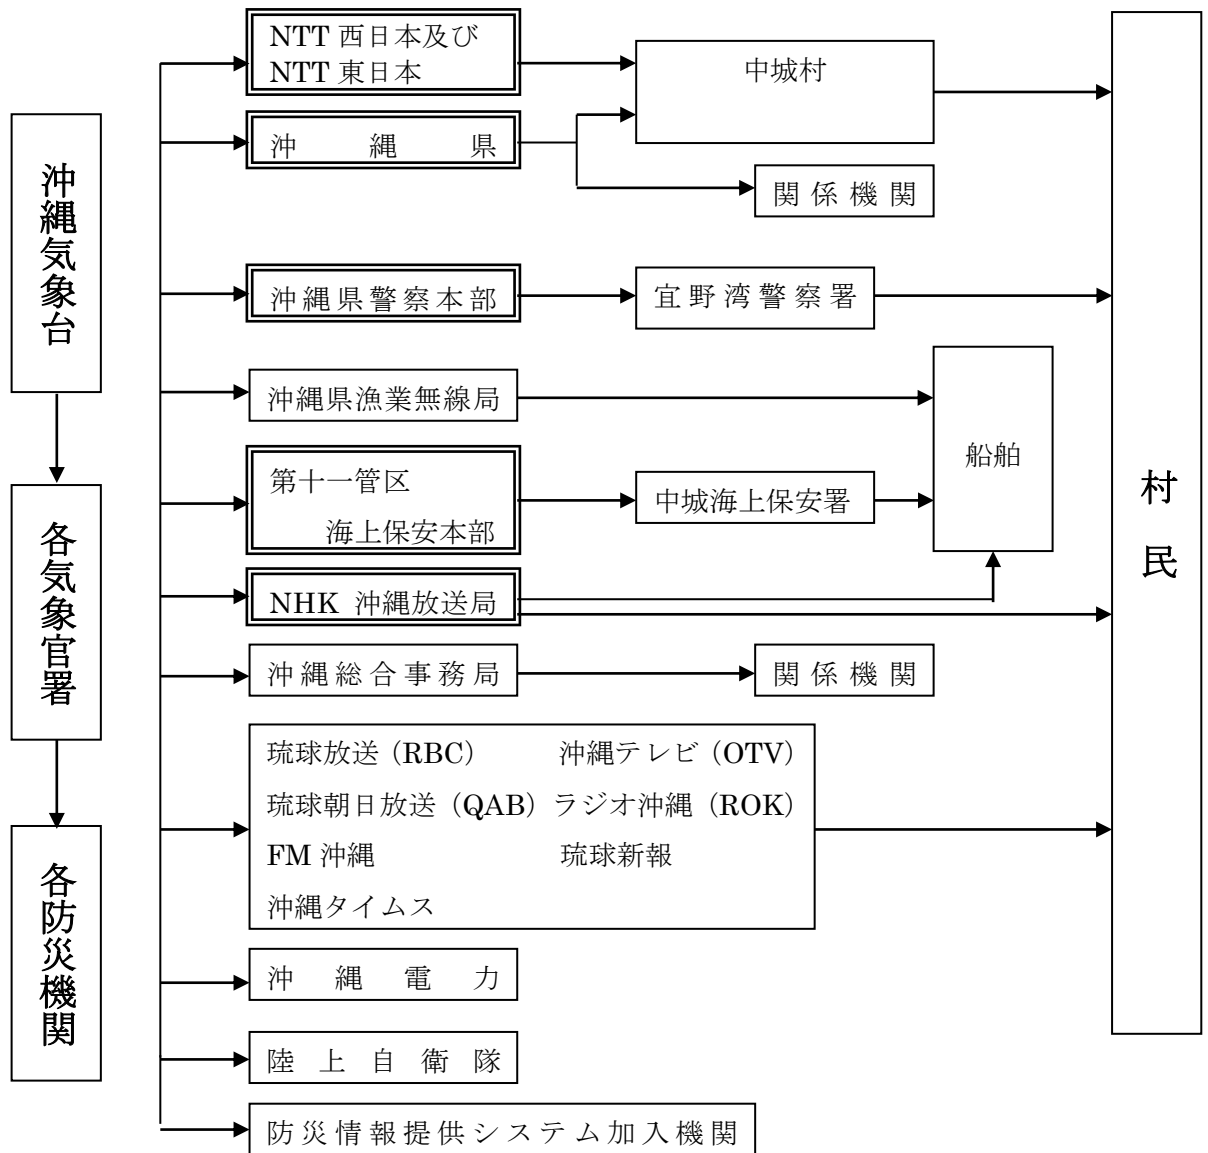 沖縄気象台
各気象官署
各防災機関
NTT 西日本及び
NTT 東日本
中城村
沖縄県
関係機関
沖縄県警察本部
宜野湾警察署
沖縄県漁業無線局
船舶
第十一管区
海上保安本部
中城海上保安署
NHK 沖縄放送局
沖縄総合事務局
関係機関
琉球放送（RBC） 沖縄テレビ（OTV）
琉球朝日放送（QAB）ラジオ沖縄（ROK）
FM 沖縄 琉球新報
沖縄タイムス
沖縄電力
陸上自衛隊
防災情報提供システム加入機関
村民